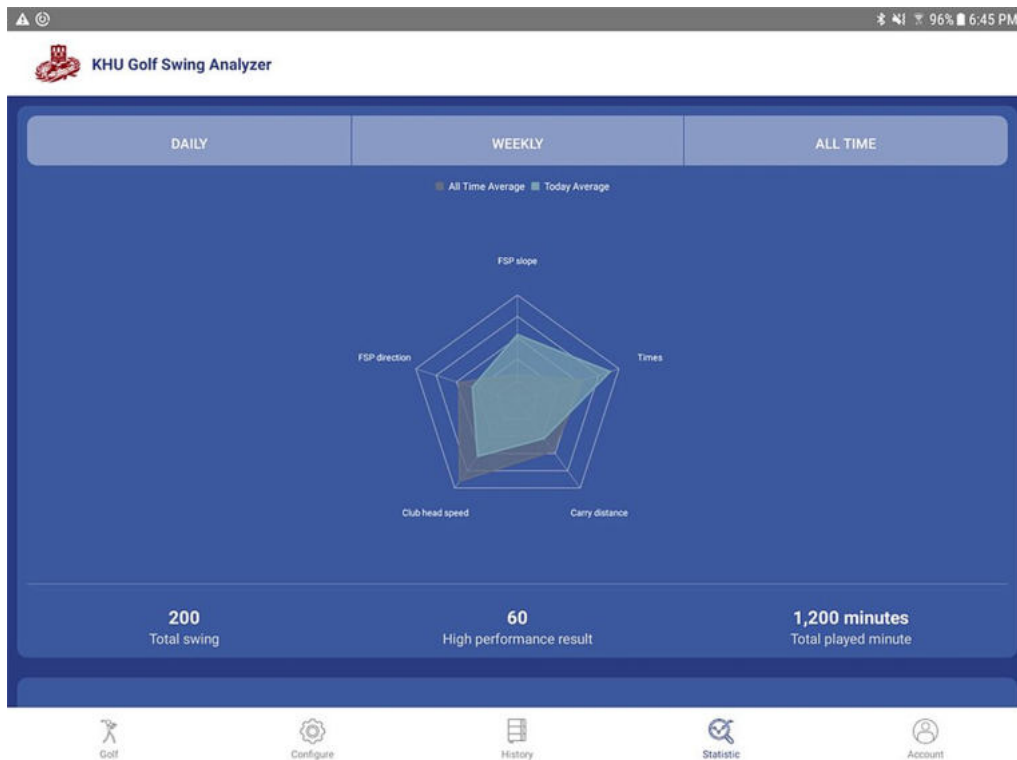 96% 6:45 PM
KHU Golf Swing Analyzer
DAILY WEEKLY ALL TIME
All Time Average Today Average
FSP slope
FSP direction Times
Club head speed Carry distance
200 60 1,200 minutes
Total swing High performance result Total played minute
Golf Configure History Statistic Account